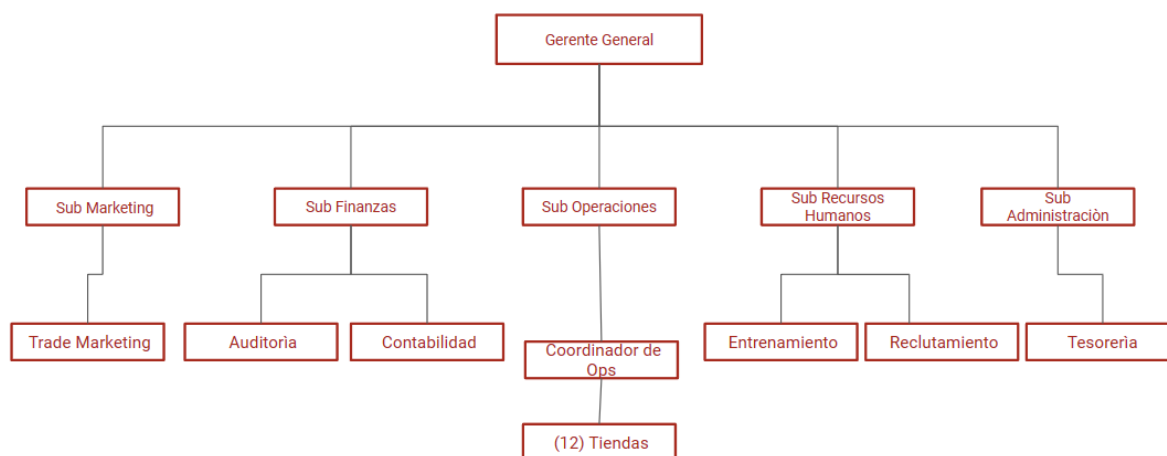 Gerente General
Sub Marketing
Sub Finanzas
Sub Operaciones
Sub Recursos
Humanos
Sub
Administraciòn
Trade Marketing
Auditorìa
Contabilidad
Coordinador de
Ops
Entrenamiento
Reclutamiento
Tesorerìa
(12) Tiendas